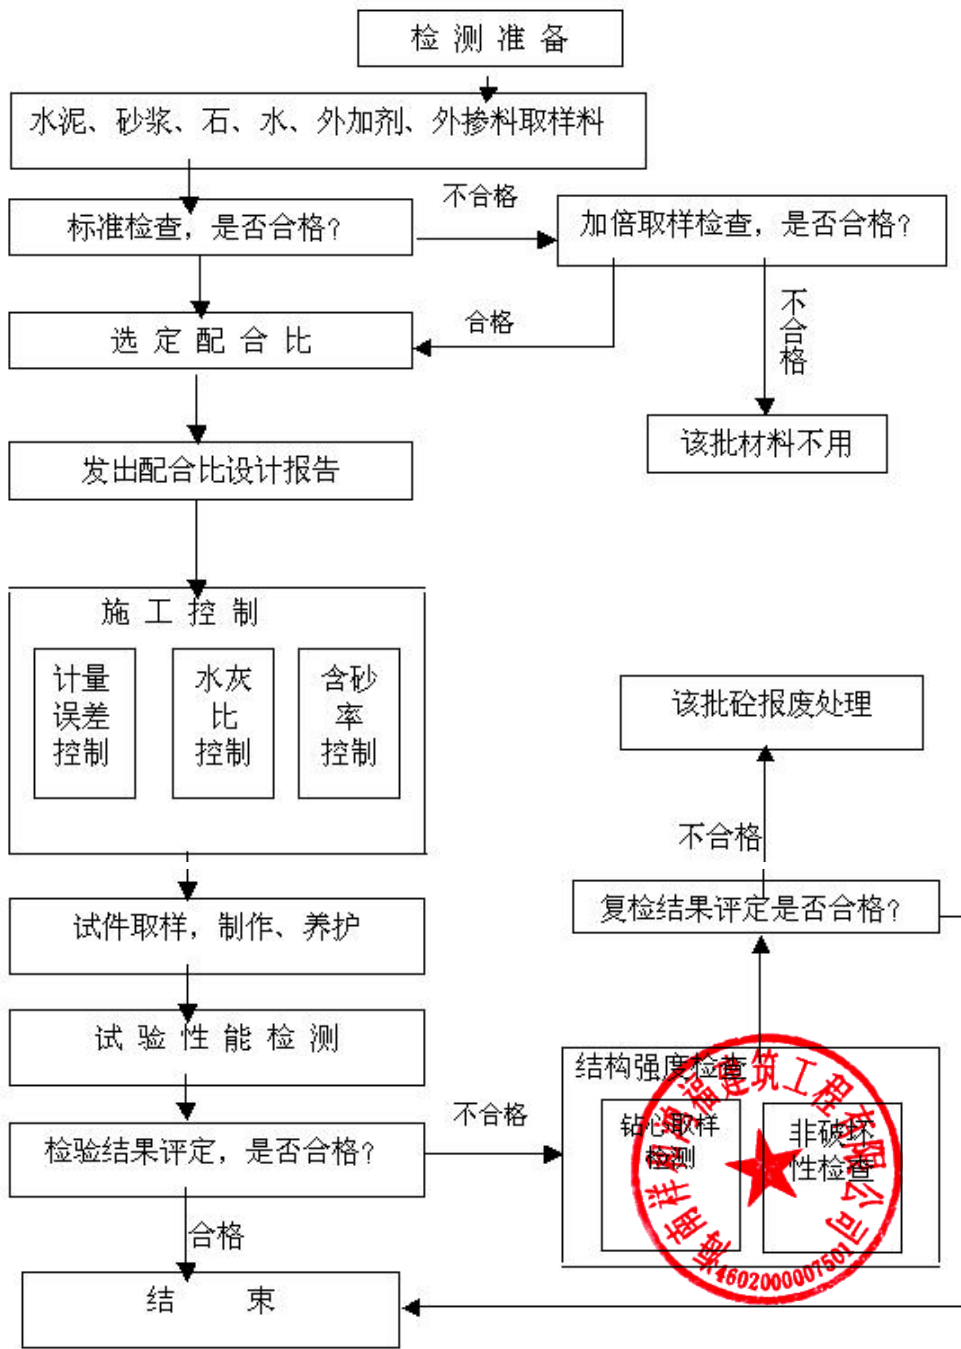 检 测 准 备
水泥、砂浆、石、水、外加剂、外掺料取样料
标准检查，是否合格？
不合格
加倍取样检查，是否合格？
合格
不合格
选 定 配 合 比
该批材料不用
发出配合比设计报告
施 工 控 制
计量
误差
控制
水灰
比
控制
含砂
率
控制
该批砼报废处理
不合格
复检结果评定是否合格？
试件取样，制作、养护
试 验 性 能 检 测
结构强度检查
钻心取样
检测
非破坏
性检查
不合格
检验结果评定，是否合格？
合格
结 束
4602000007501